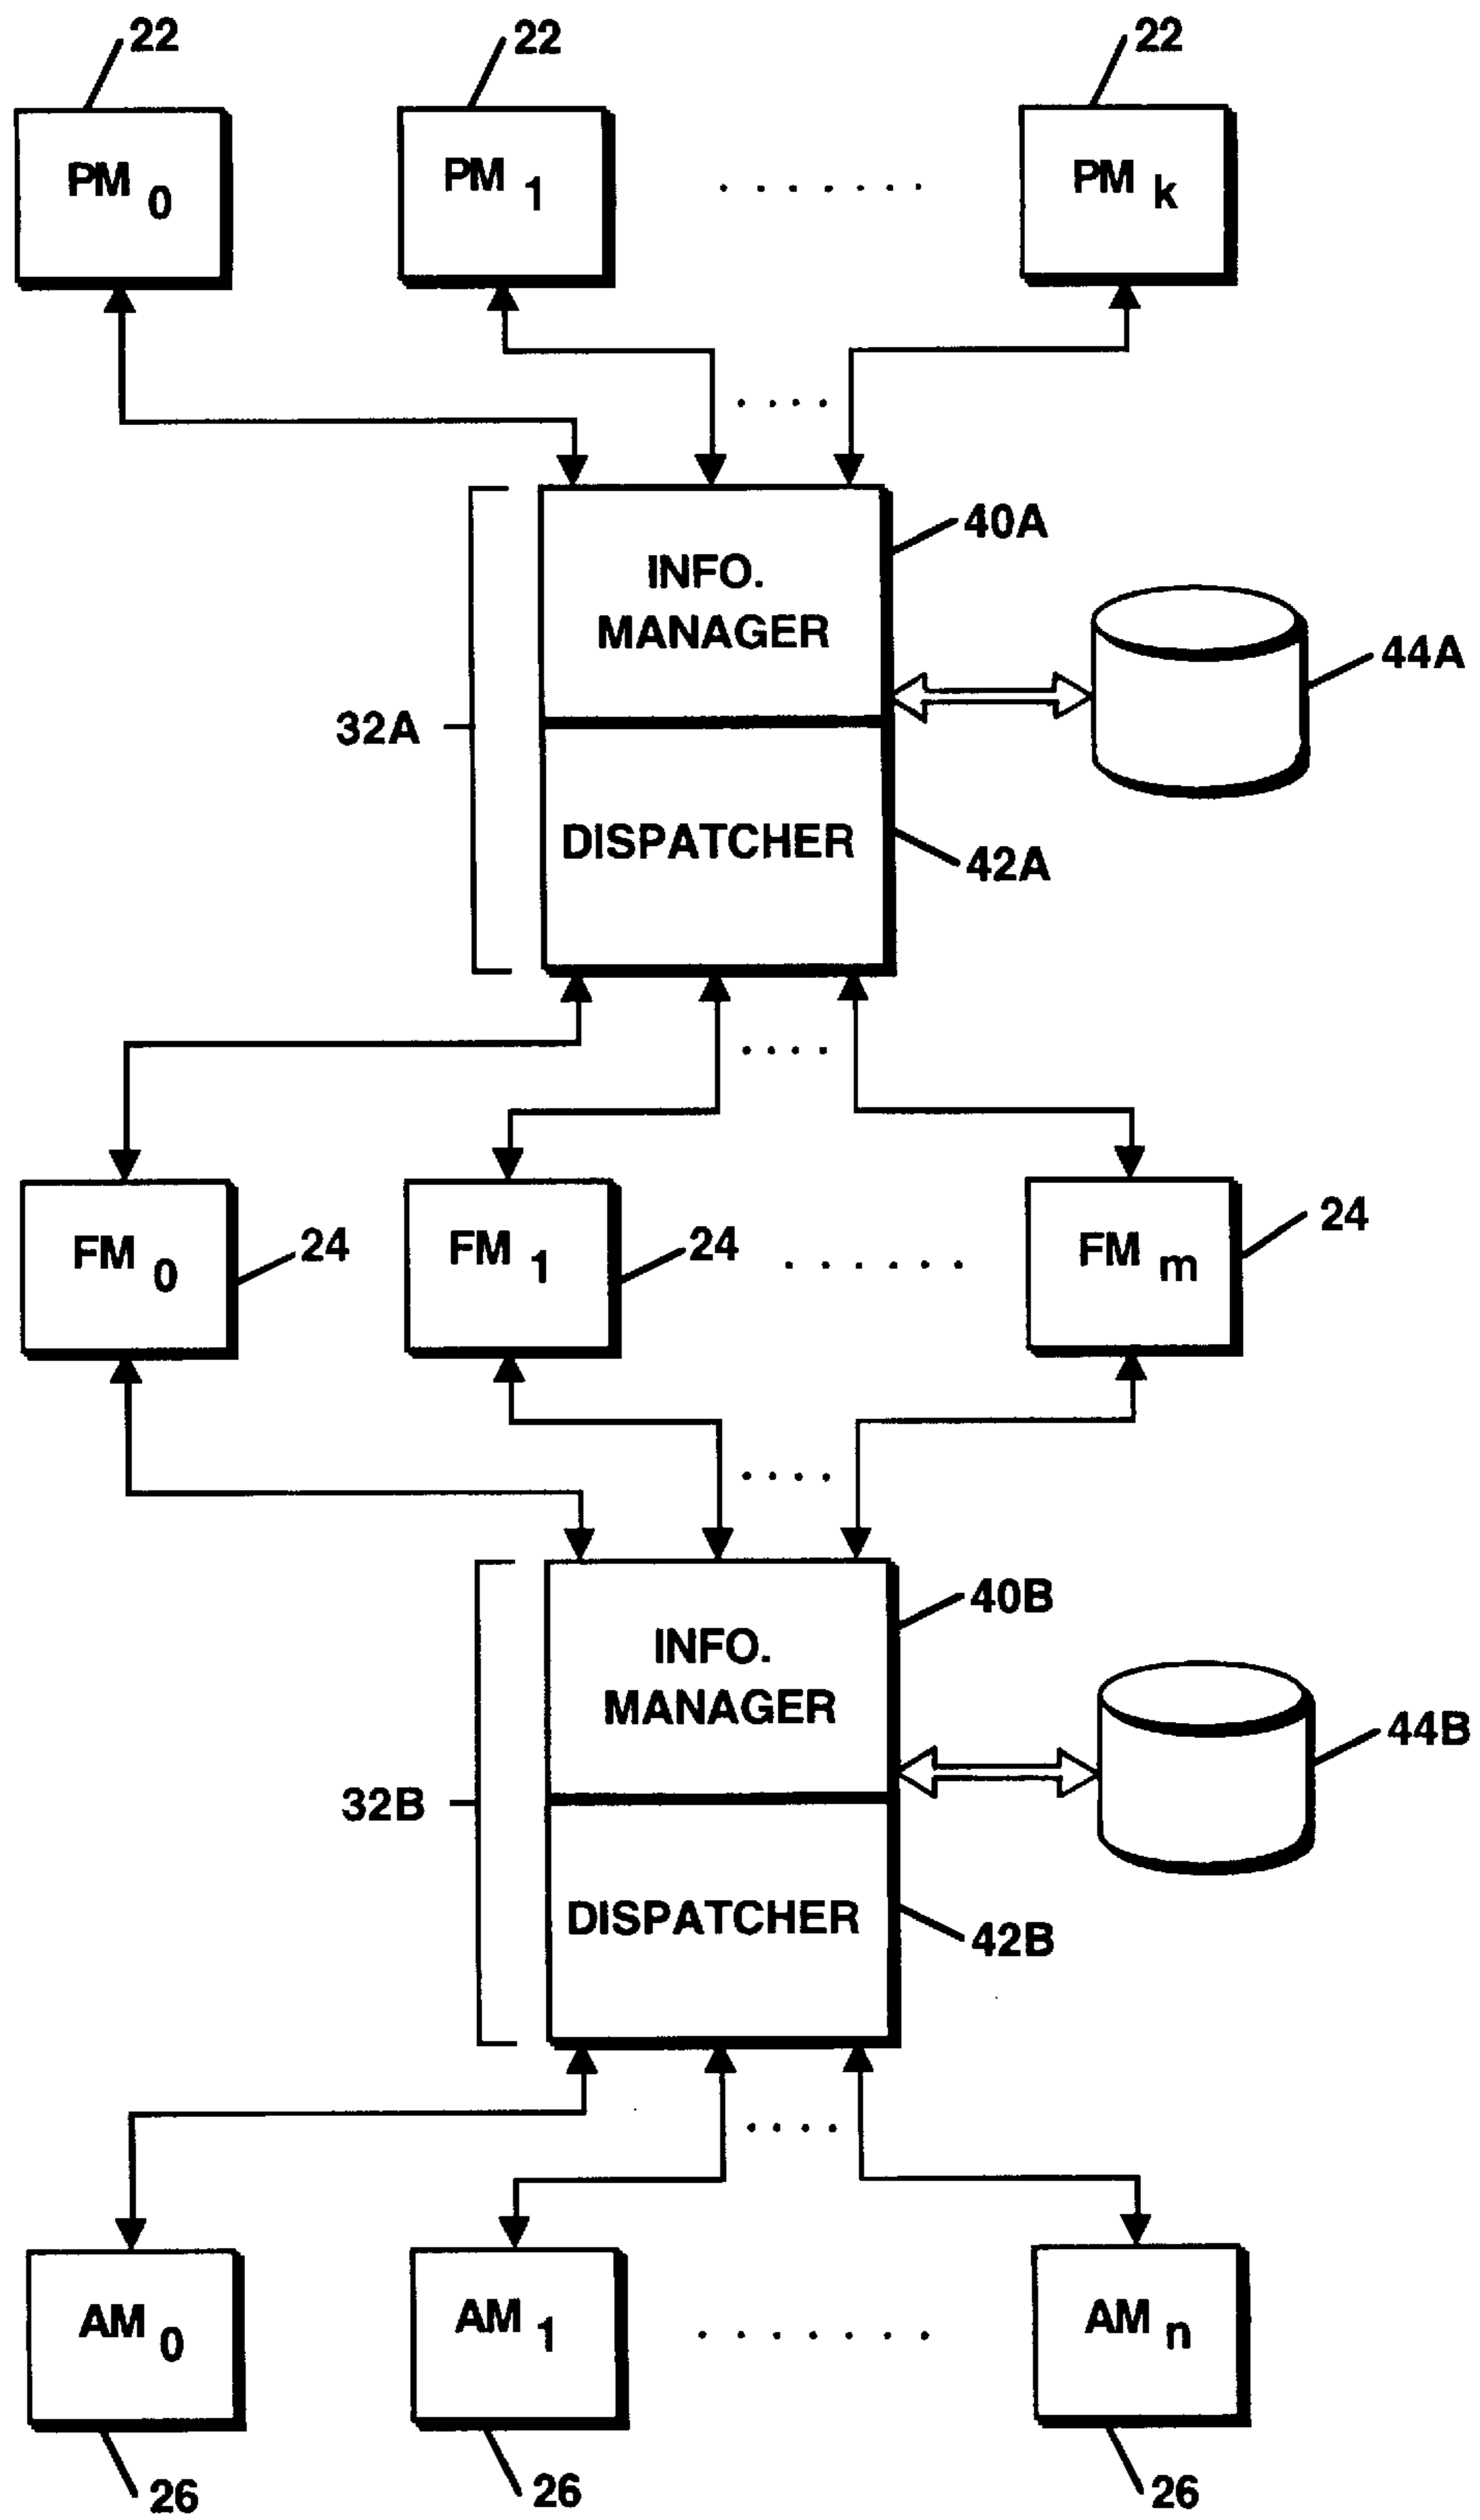 22 22 22
PM 0 PM 1 . . . . . . . PM k
. . . .
40A
INFO.
MANAGER
44A
32A
DISPATCHER
42A
. . . .
FM 0 24 FM 1 24 . . . . . . FM m 24
. . . .
40B
INFO.
MANAGER
44B
32B
DISPATCHER
42B
. . . .
AM 0 AM 1 . . . . . . . AM n
26 26 26